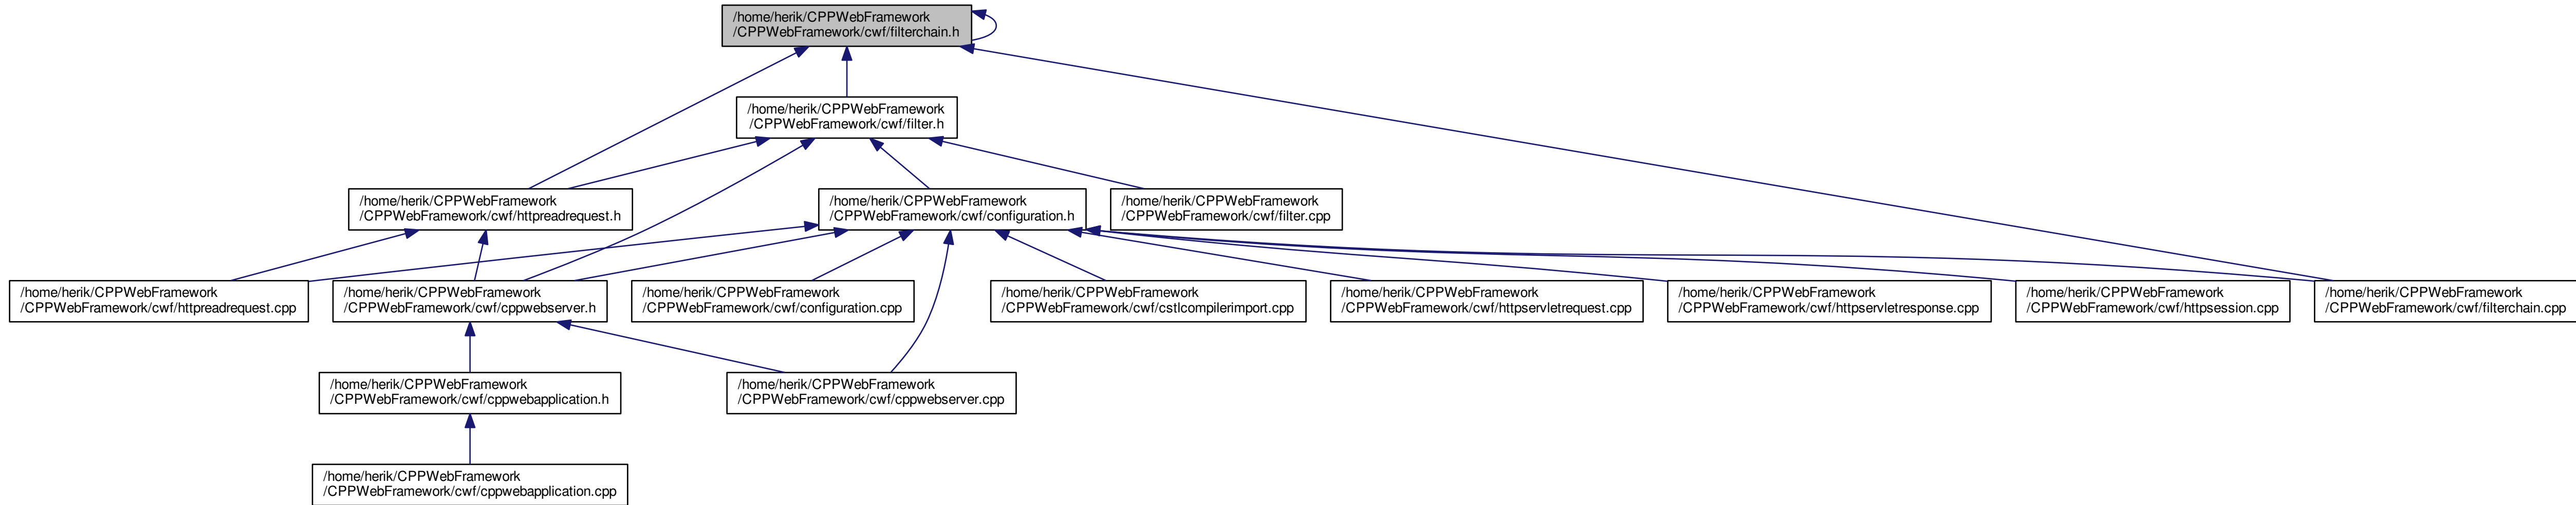 /home/herik/CPPWebFramework
/CPPWebFramework/cwf/filterchain.h
/home/herik/CPPWebFramework
/CPPWebFramework/cwf/filter.h
/home/herik/CPPWebFramework
/CPPWebFramework/cwf/httpreadrequest.h
/home/herik/CPPWebFramework
/CPPWebFramework/cwf/configuration.h
/home/herik/CPPWebFramework
/CPPWebFramework/cwf/filter.cpp
/home/herik/CPPWebFramework
/CPPWebFramework/cwf/httpreadrequest.cpp
/home/herik/CPPWebFramework
/CPPWebFramework/cwf/cppwebserver.h
/home/herik/CPPWebFramework
/CPPWebFramework/cwf/configuration.cpp
/home/herik/CPPWebFramework
/CPPWebFramework/cwf/cstlcompilerimport.cpp
/home/herik/CPPWebFramework
/CPPWebFramework/cwf/httpservletrequest.cpp
/home/herik/CPPWebFramework
/CPPWebFramework/cwf/httpservletresponse.cpp
/home/herik/CPPWebFramework
/CPPWebFramework/cwf/httpsession.cpp
/home/herik/CPPWebFramework
/CPPWebFramework/cwf/filterchain.cpp
/home/herik/CPPWebFramework
/CPPWebFramework/cwf/cppwebapplication.h
/home/herik/CPPWebFramework
/CPPWebFramework/cwf/cppwebserver.cpp
/home/herik/CPPWebFramework
/CPPWebFramework/cwf/cppwebapplication.cpp